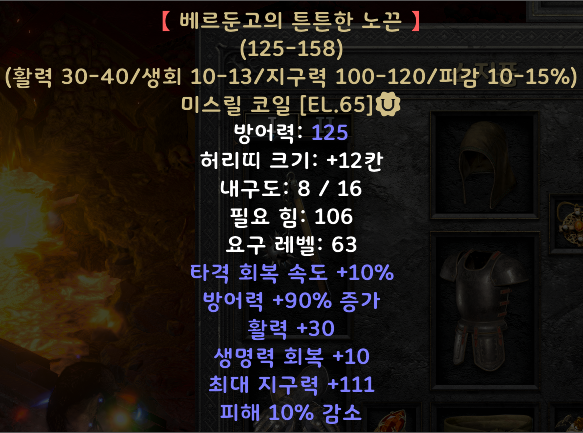 【 베르둔고의 튼튼한 노끈 】
(125-158)
(활력 30-40/생회 10-13/지구력 100-120/피감 10-15%)
미스릴 코일 [EL.65]
방어력: 125
허리띠 크기: +12칸
내구도: 8 / 16
필요 힘: 106
요구 레벨: 63
타격 회복 속도 +10%
방어력 +90% 증가
활력 +30
생명력 회복 +10
최대 지구력 +111
피해 10% 감소